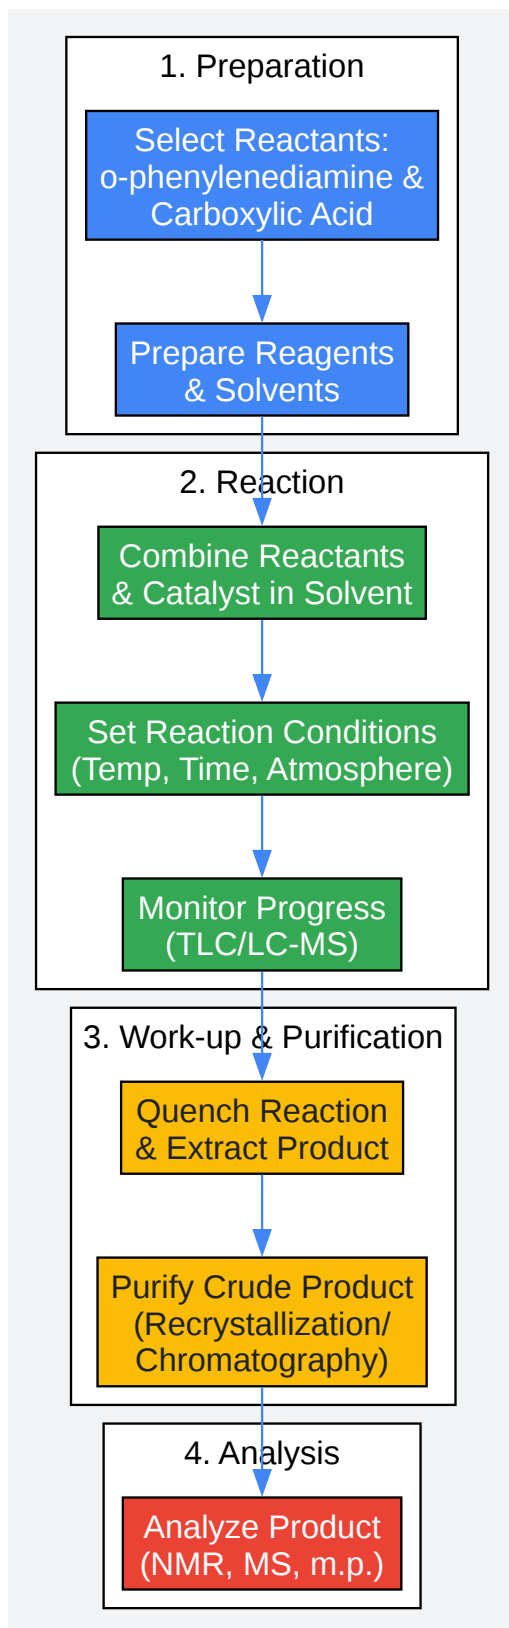 1. Preparation
Select Reactants:
o-phenylenediamine &
Carboxylic Acid
Prepare Reagents
& Solvents
2. Reaction
Combine Reactants
& Catalyst in Solvent
Set Reaction Conditions
(Temp, Time, Atmosphere)
Monitor Progress
(TLC/LC-MS)
3. Work-up & Purification
Quench Reaction
& Extract Product
Purify Crude Product
(Recrystallization/
Chromatography)
4. Analysis
Analyze Product
(NMR, MS, m.p.)